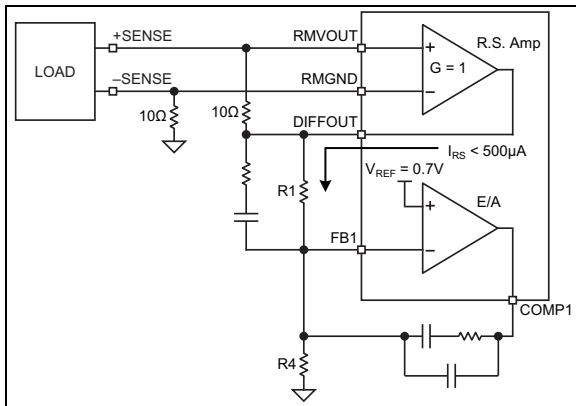 +SENSE
RMVOUT
+
R.S. Amp
LOAD
G = 1
–SENSE
RMGND
–
10Ω
10Ω
DIFFOUT
I_RS < 500µA
V_REF = 0.7V
R1
E/A
+
FB1
–
COMP1
R4